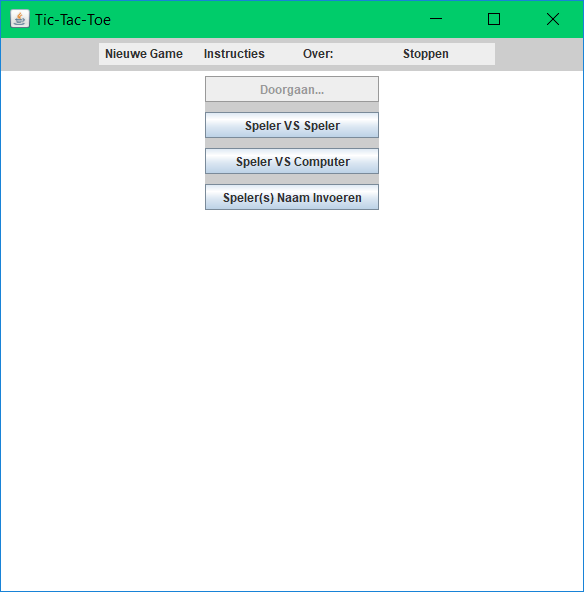 Tic-Tac-Toe
Nieuwe Game Instructies Over: Stoppen
Doorgaan...
Speler VS Speler
Speler VS Computer
Speler(s) Naam Invoeren